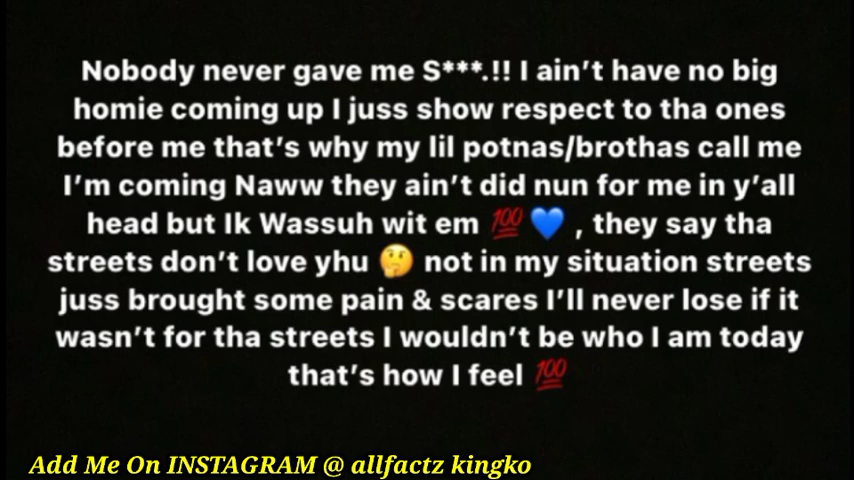 Nobody never gave me S***.!! I ain't have no big
homie coming up I juss show respect to tha ones
before me that's why my lil potnas/brothas call me
I'm coming Naww they ain't did nun for me in y'all
head but Ik Wassuh wit em 💯💙 , they say tha
streets don't love yhu 🤔 not in my situation streets
juss brought some pain & scares I'll never lose if it
wasn't for tha streets I wouldn't be who I am today
that's how I feel 💯
Add Me On INSTAGRAM @ allfactz kingko